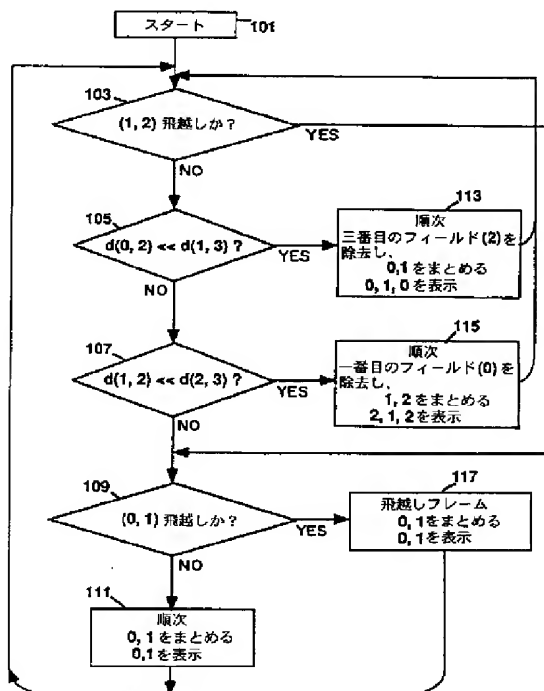 スタート
101
103
(1, 2) 飛越しか?
YES
NO
105
d(0, 2) << d(1, 3) ?
YES
NO
113
順次
三番目のフィールド(2)を
除去し、
0,1をまとめる
0, 1, 0を表示
107
d(1, 2) << d(2, 3) ?
YES
NO
115
順次
一番目のフィールド(0)を
除去し、
1, 2をまとめる
2, 1, 2を表示
109
(0, 1) 飛越しか?
YES
NO
117
飛越しフレーム
0, 1をまとめる
0, 1を表示
111
順次
0, 1をまとめる
0,1を表示